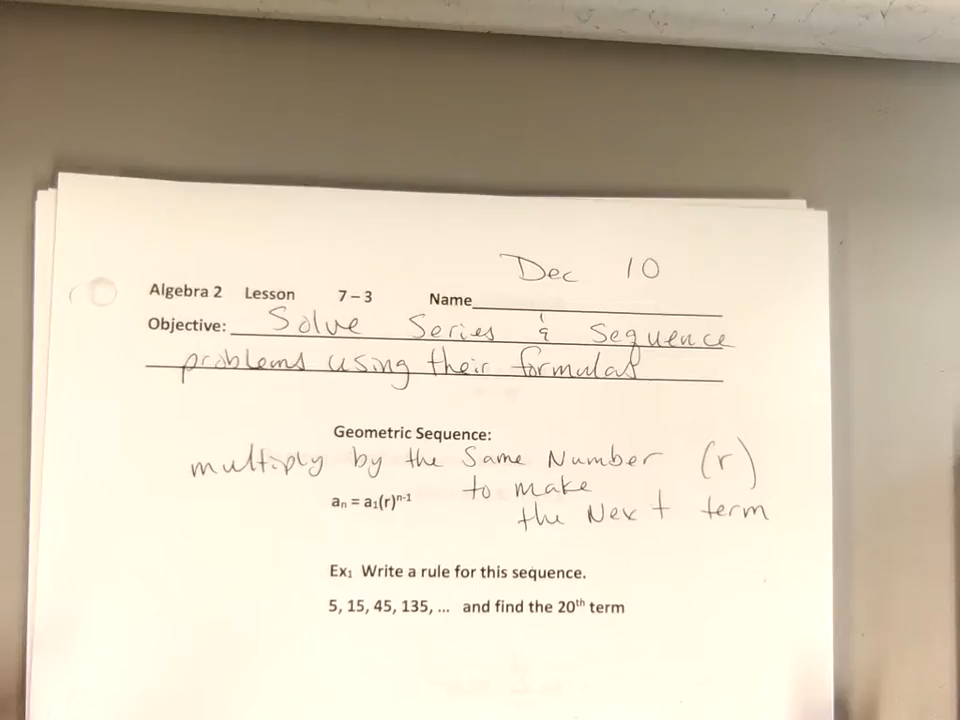 Dec 10
Algebra 2 Lesson 7-3 Name
Objective: Solve Series & Sequence
problems using their formulas
Geometric Sequence:
multiply by the Same Number (r)
to make
aₙ = a₁(r)ⁿ⁻¹
the Next term
Ex₁ Write a rule for this sequence.
5, 15, 45, 135, ... and find the 20ᵗʰ term